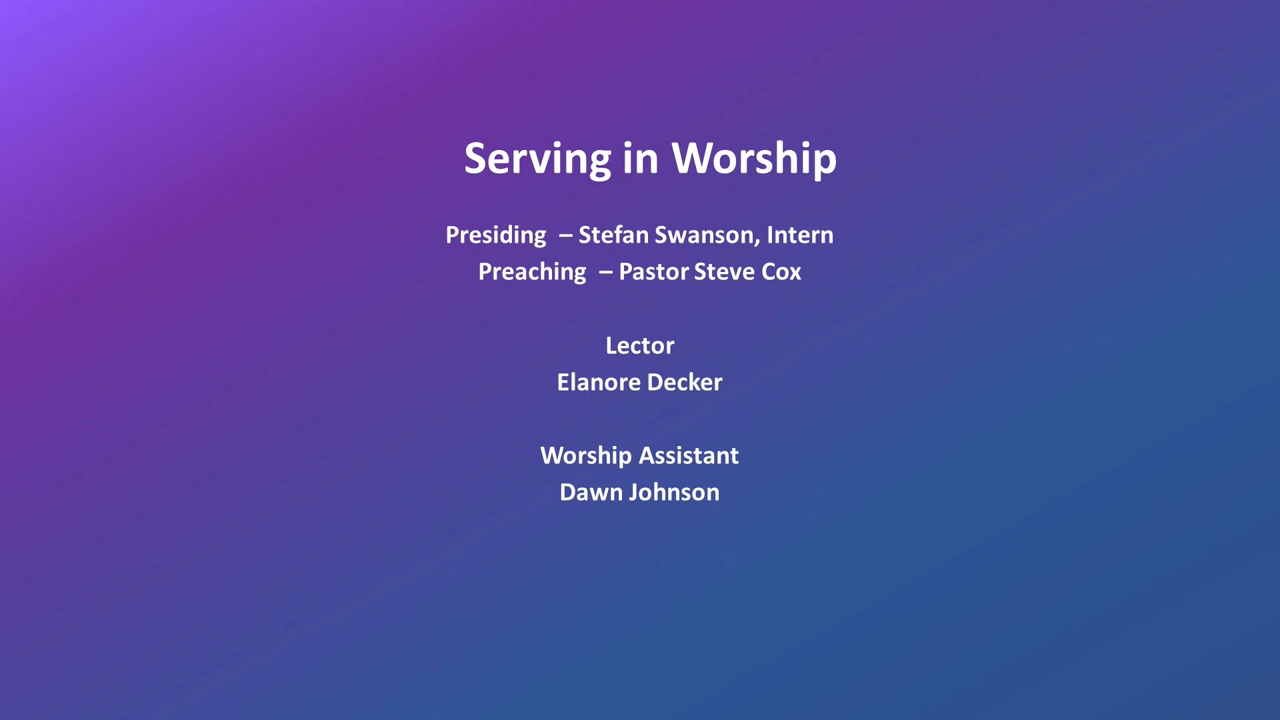 Serving in Worship
Presiding – Stefan Swanson, Intern
Preaching – Pastor Steve Cox
Lector
Elanore Decker
Worship Assistant
Dawn Johnson